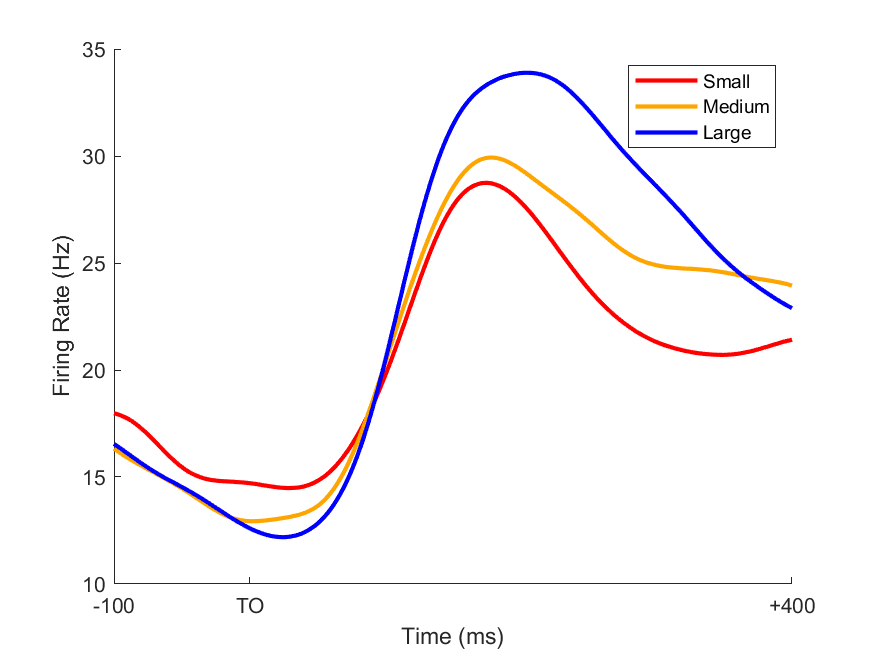 35
30
25
20
15
10
Firing Rate (Hz)
Small
Medium
Large
-100
TO
+400
Time (ms)